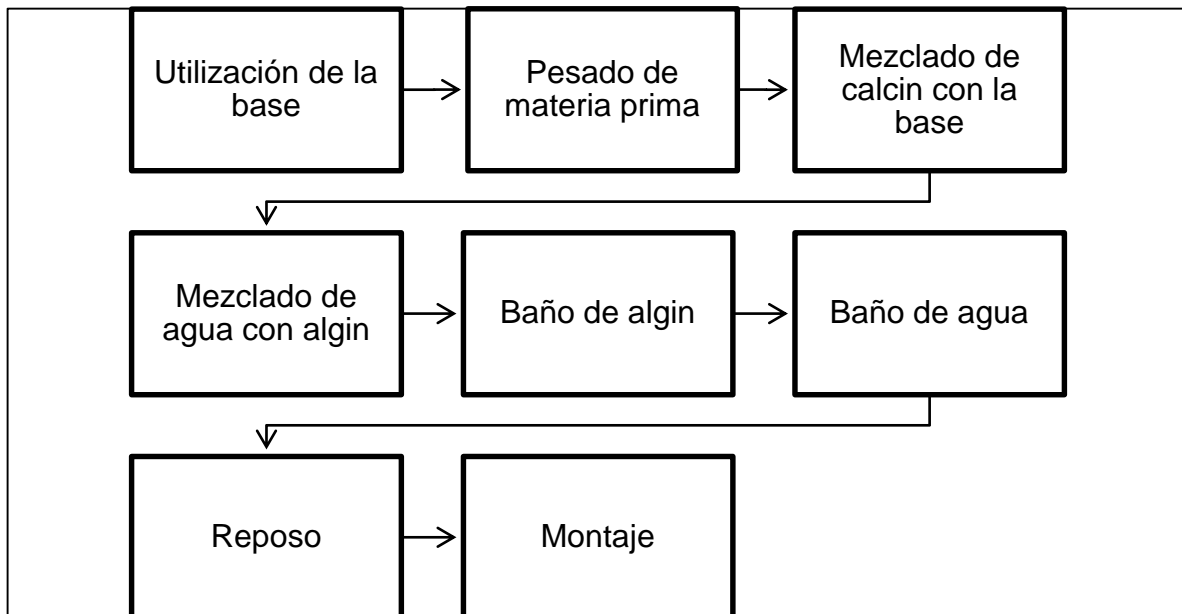 Utilización de la
base
Pesado de
materia prima
Mezclado de
calcin con la
base
Mezclado de
agua con algin
Baño de algin
Baño de agua
Reposo
Montaje